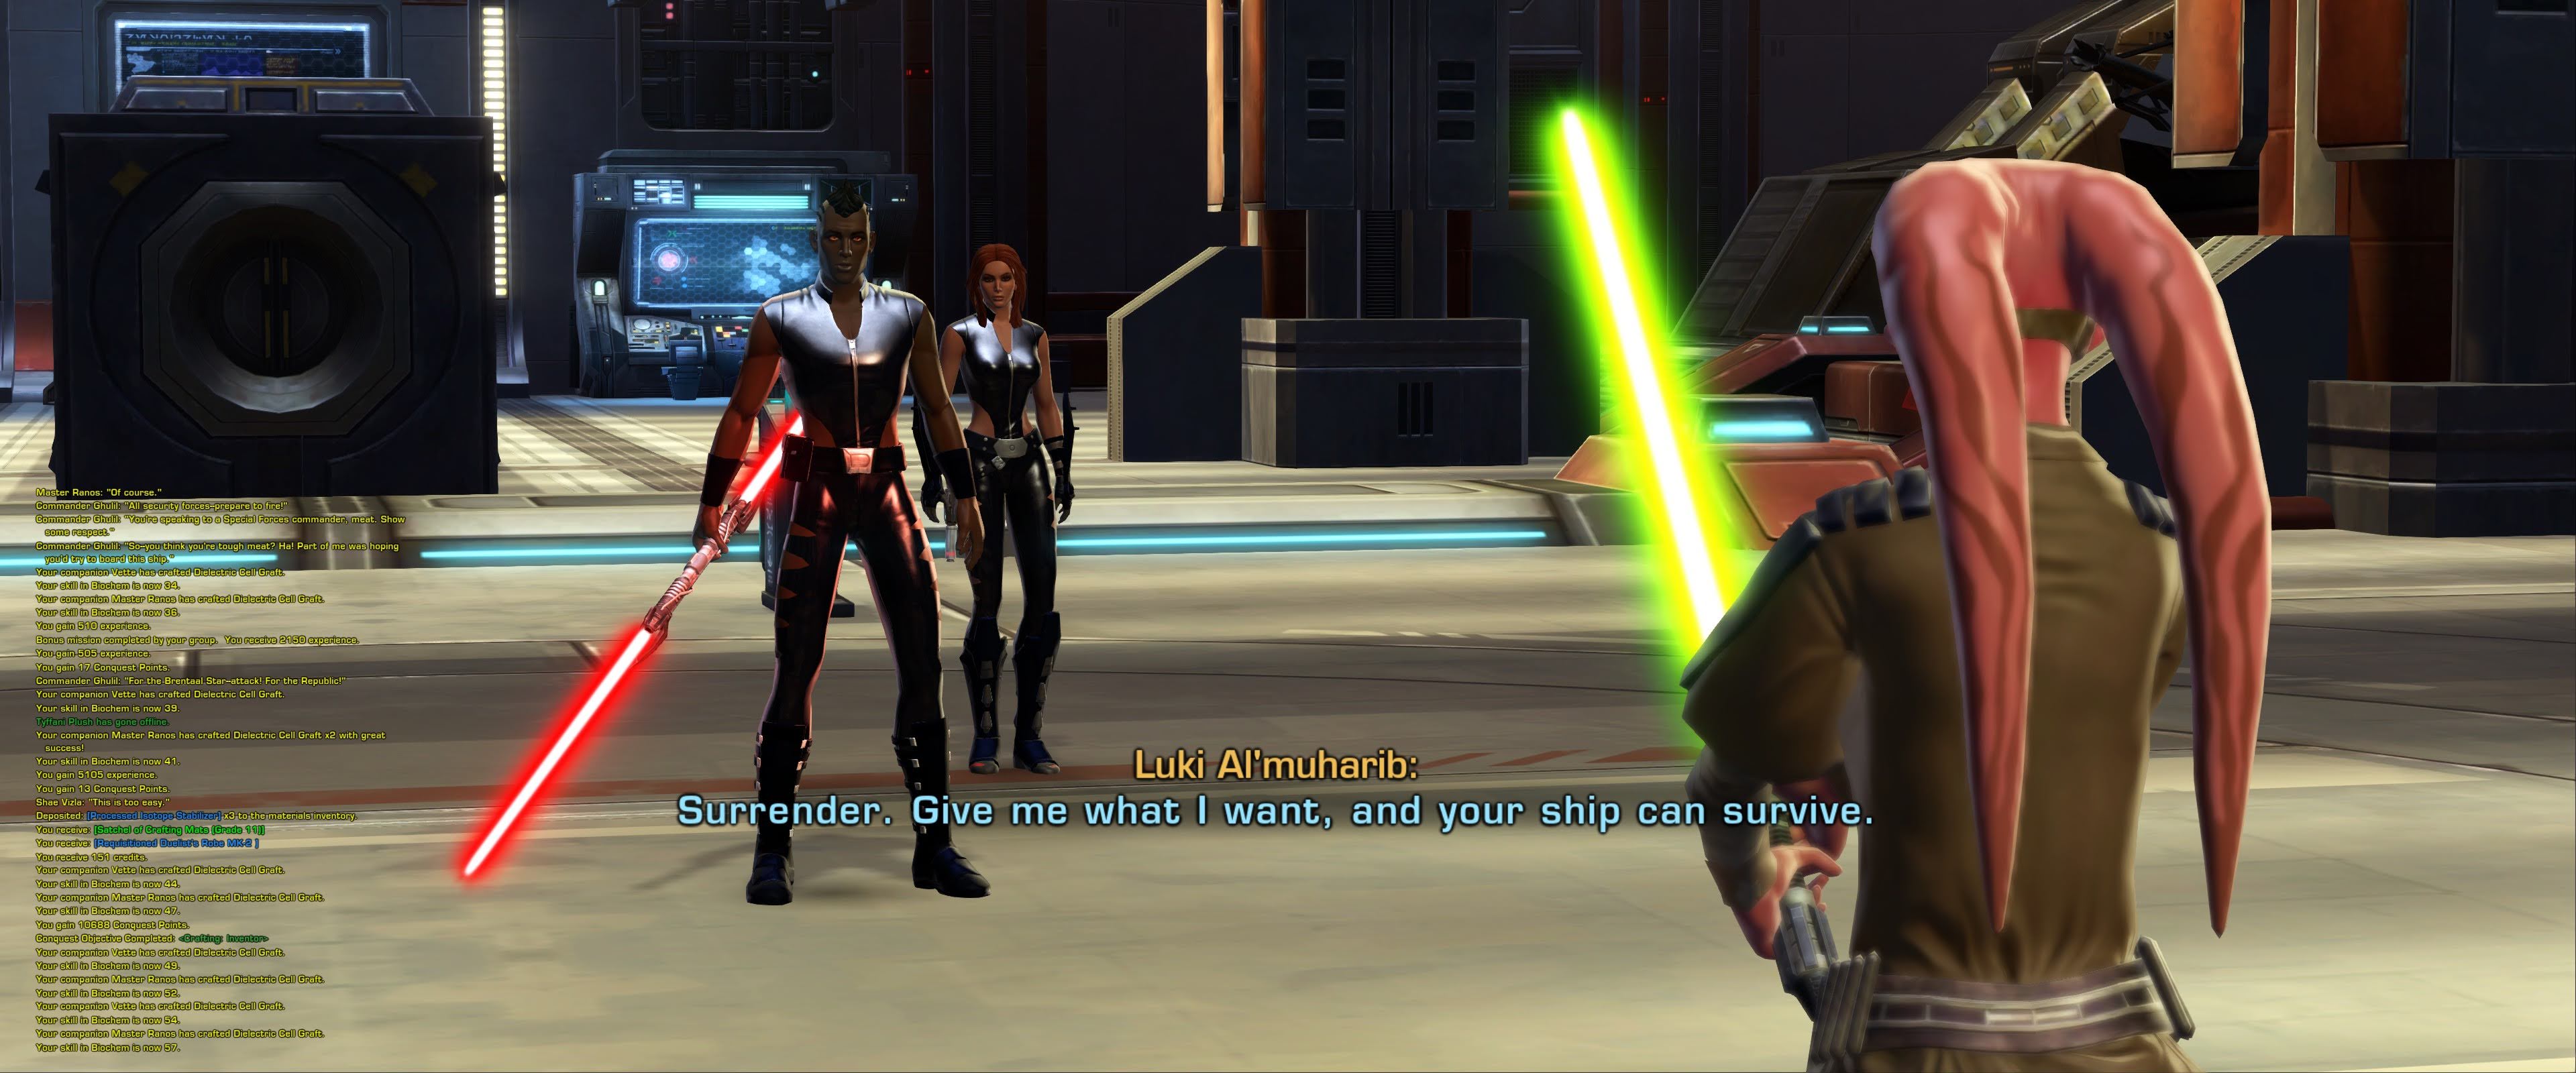 Master Ranos: "Of course."
Commander Ghulil: "All security forces–prepare to fire!"
Commander Ghulil: "You're speaking to a Special Forces commander, meat. Show
some respect."
Commander Ghulil: "So–you think you're tough meat? Ha! Part of me was hoping
you'd try to board this ship."
Your companion Vette has crafted Dielectric Cell Graft.
Your skill in Biochem is now 34.
Your companion Master Ranos has crafted Dielectric Cell Graft.
Your skill in Biochem is now 36.
You gain 510 experience.
Bonus mission completed by your group. You receive 2150 experience.
You gain 505 experience.
You gain 17 Conquest Points.
Commander Ghulil: "For the Brentaal Star–attack! For the Republic!"
Your companion Vette has crafted Dielectric Cell Graft.
Your skill in Biochem is now 39.
Tyffani Plush has gone offline.
Your companion Master Ranos has crafted Dielectric Cell Graft x2 with great
success!
Your skill in Biochem is now 41.
You gain 5105 experience.
You gain 13 Conquest Points.
Shae Vizla: "This is too easy."
Deposited: [Processed Isotope Stabilizer] x3 to the materials inventory.
You receive: [Satchel of Crafting Mats (Grade 11)]
You receive: [Requisitioned Duelist's Robe MK-2 ]
You receive 151 credits.
Your companion Vette has crafted Dielectric Cell Graft.
Your skill in Biochem is now 44.
Your companion Master Ranos has crafted Dielectric Cell Graft.
Your skill in Biochem is now 47.
You gain 10688 Conquest Points.
Conquest Objective Completed: <Crafting: Inventor>
Your companion Vette has crafted Dielectric Cell Graft.
Your skill in Biochem is now 49.
Your companion Master Ranos has crafted Dielectric Cell Graft.
Your skill in Biochem is now 52.
Your companion Vette has crafted Dielectric Cell Graft.
Your skill in Biochem is now 54.
Your companion Master Ranos has crafted Dielectric Cell Graft.
Your skill in Biochem is now 57.
Luki Al'muharib:
Surrender. Give me what I want, and your ship can survive.